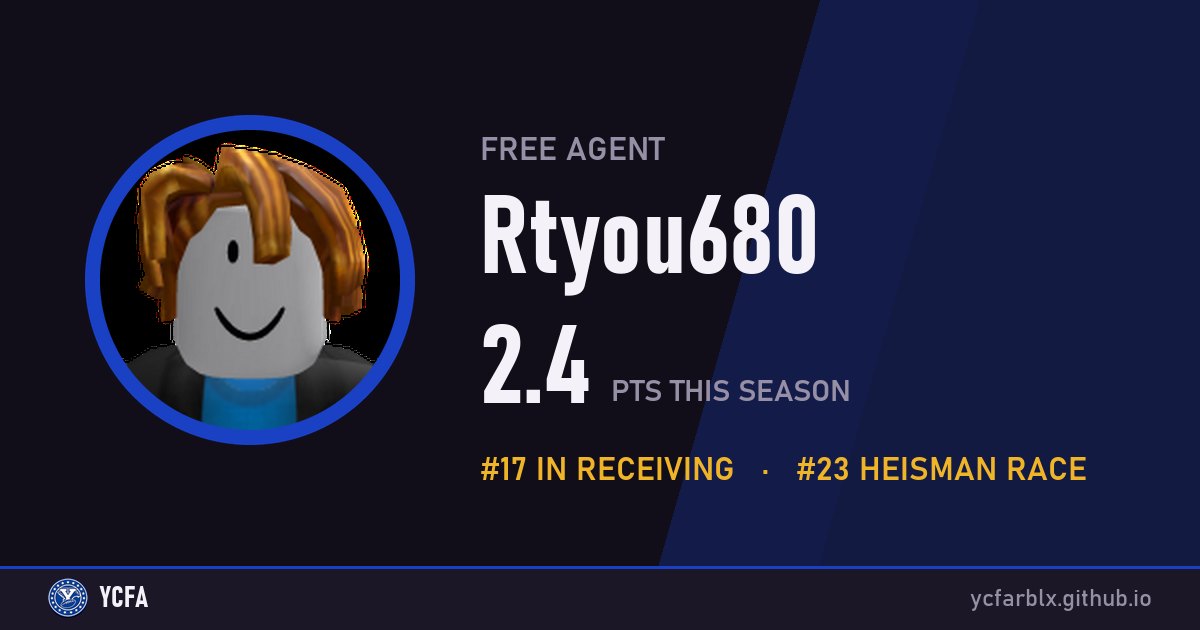 FREE AGENT
Rtyou680
2.4 PTS THIS SEASON
#17 IN RECEIVING · #23 HEISMAN RACE
YCFA
ycfarblx.github.io